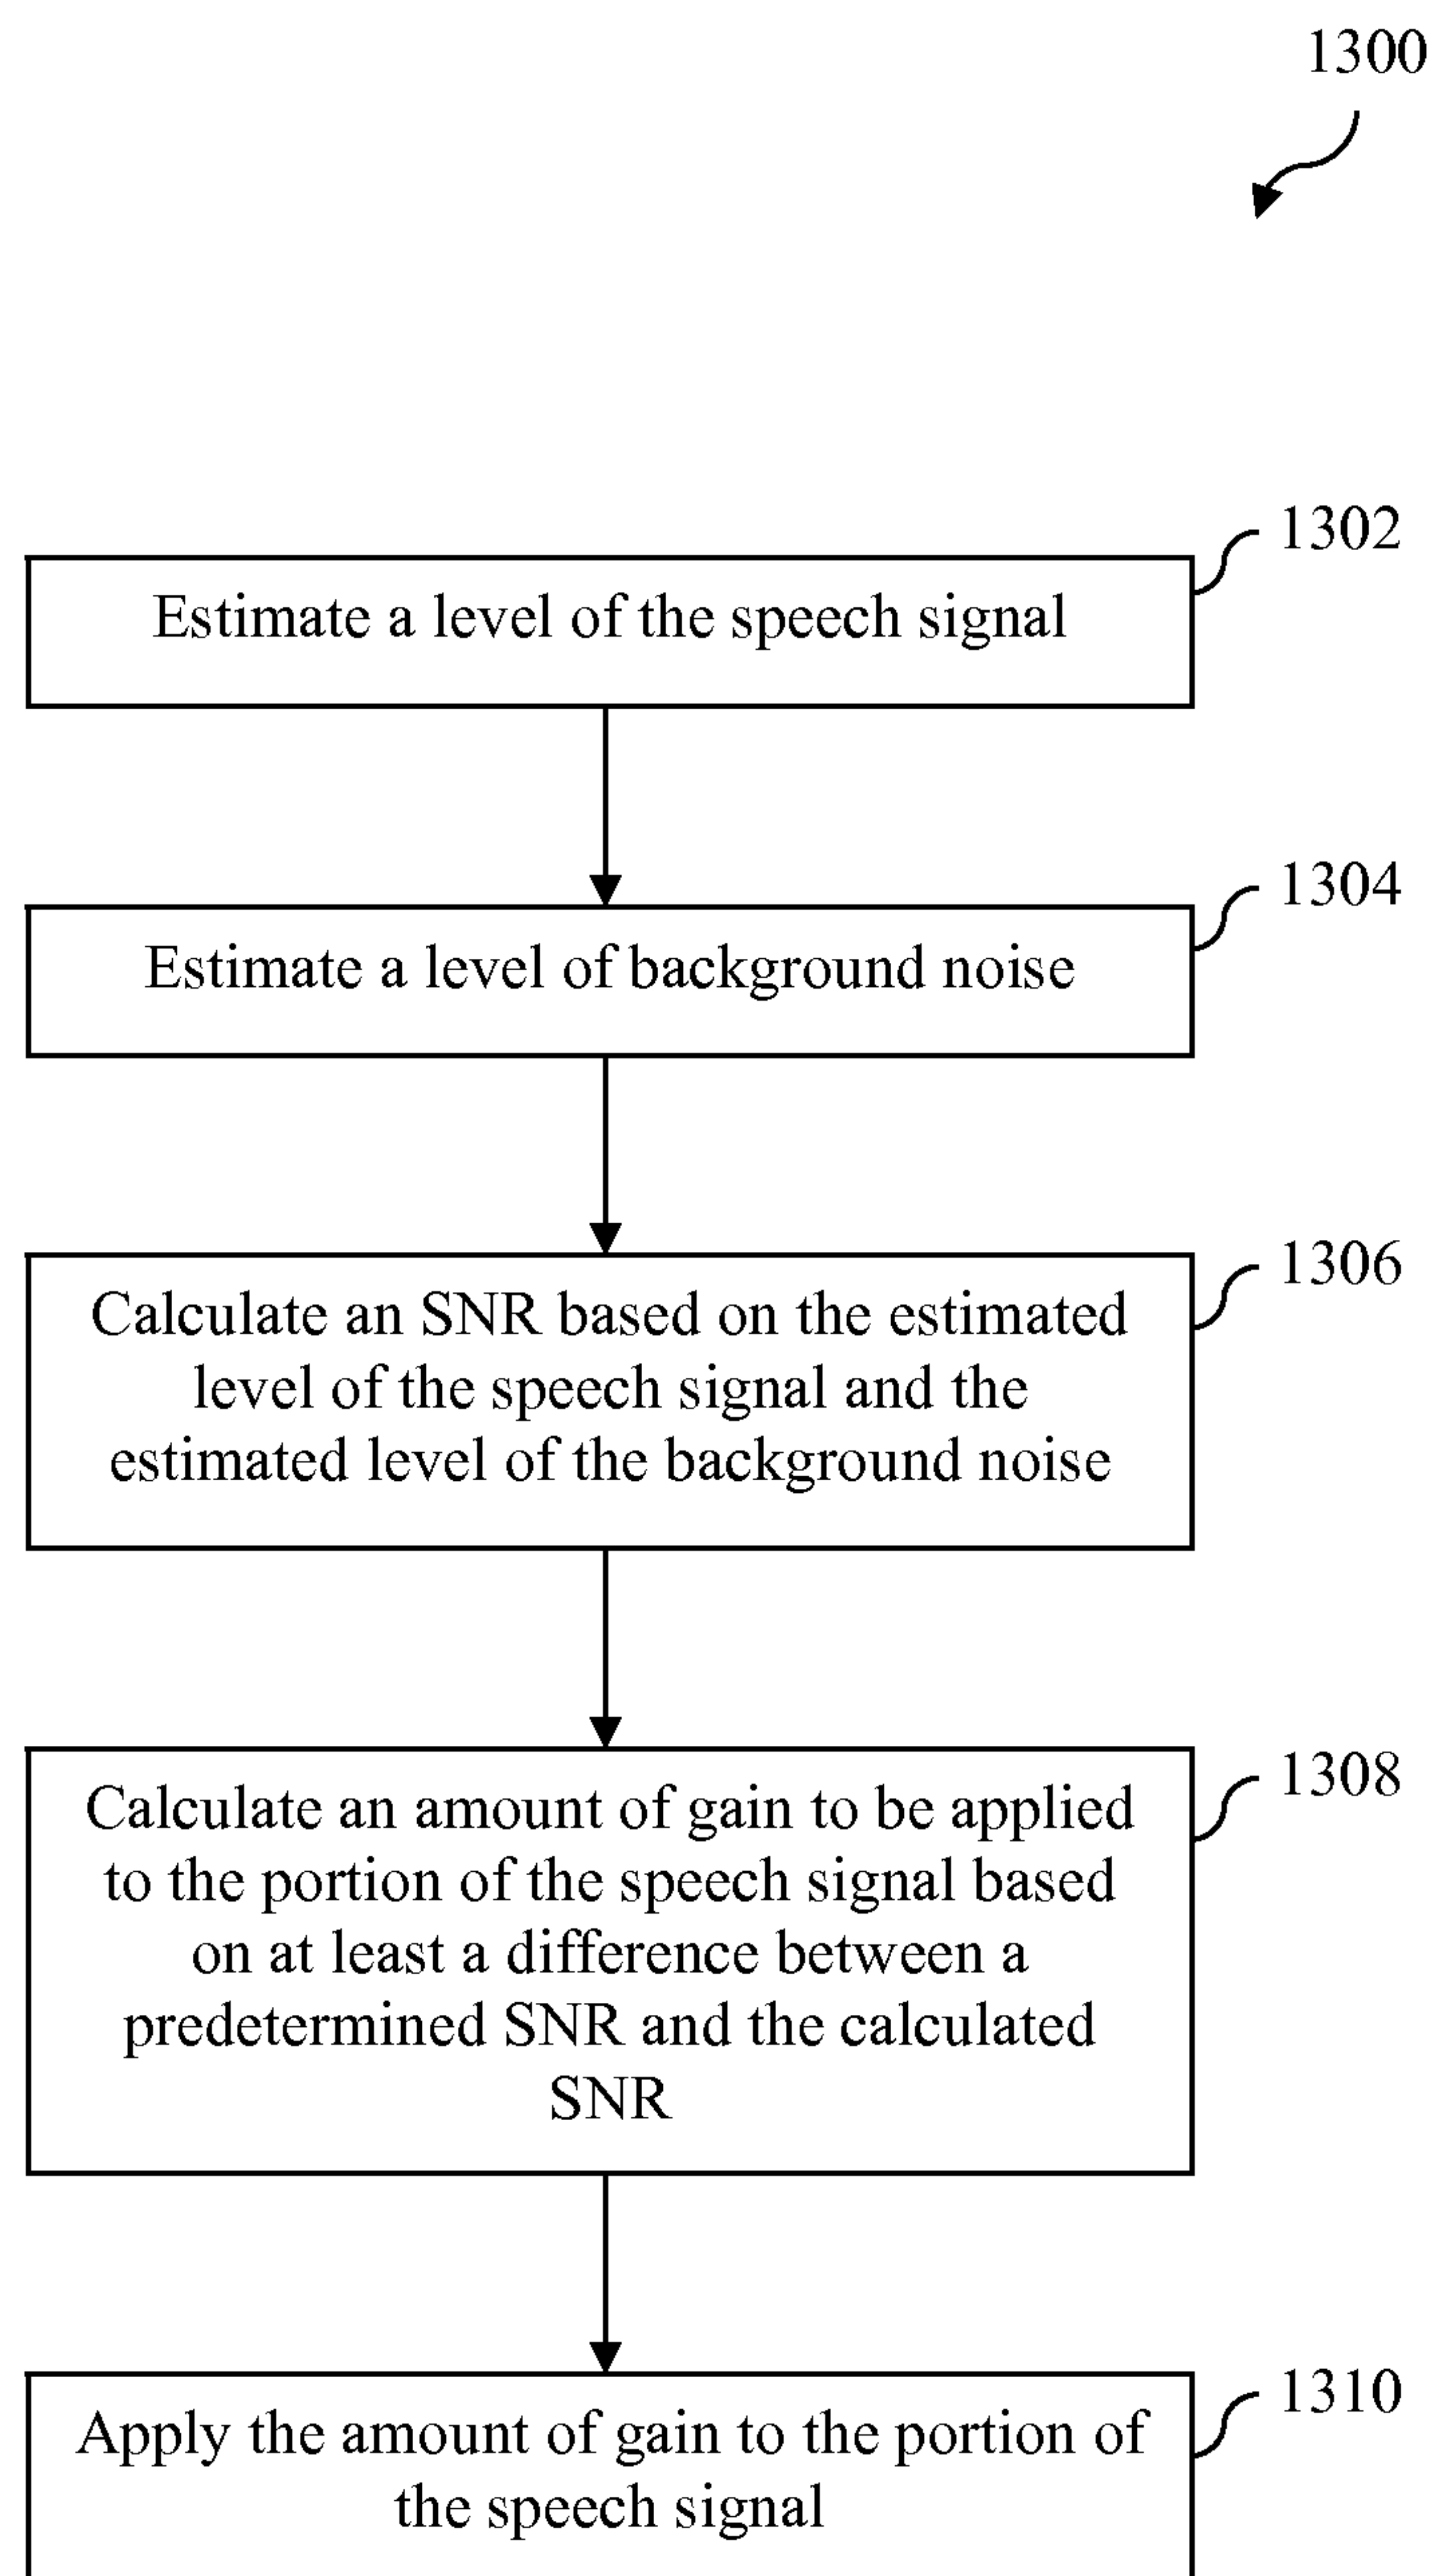 1300
1302
Estimate a level of the speech signal
1304
Estimate a level of background noise
1306
Calculate an SNR based on the estimated
level of the speech signal and the
estimated level of the background noise
1308
Calculate an amount of gain to be applied
to the portion of the speech signal based
on at least a difference between a
predetermined SNR and the calculated
SNR
1310
Apply the amount of gain to the portion of
the speech signal